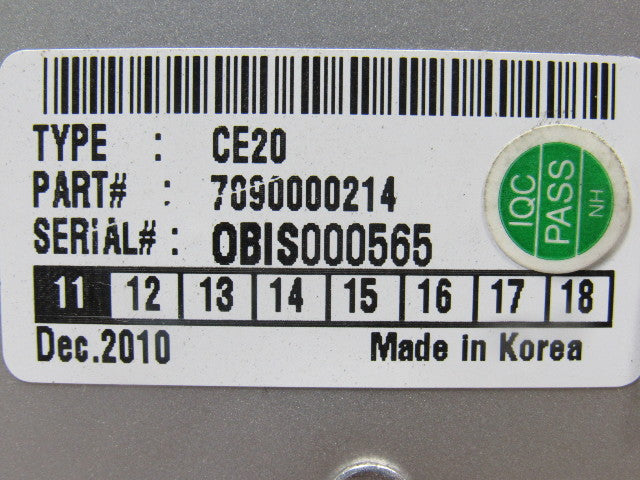 TYPE : CE20
PART# : 7090000214
SERIAL# : OBIS000565
11 12 13 14 15 16 17 18
Dec.2010 Made in Korea
IQC
PASS
NH